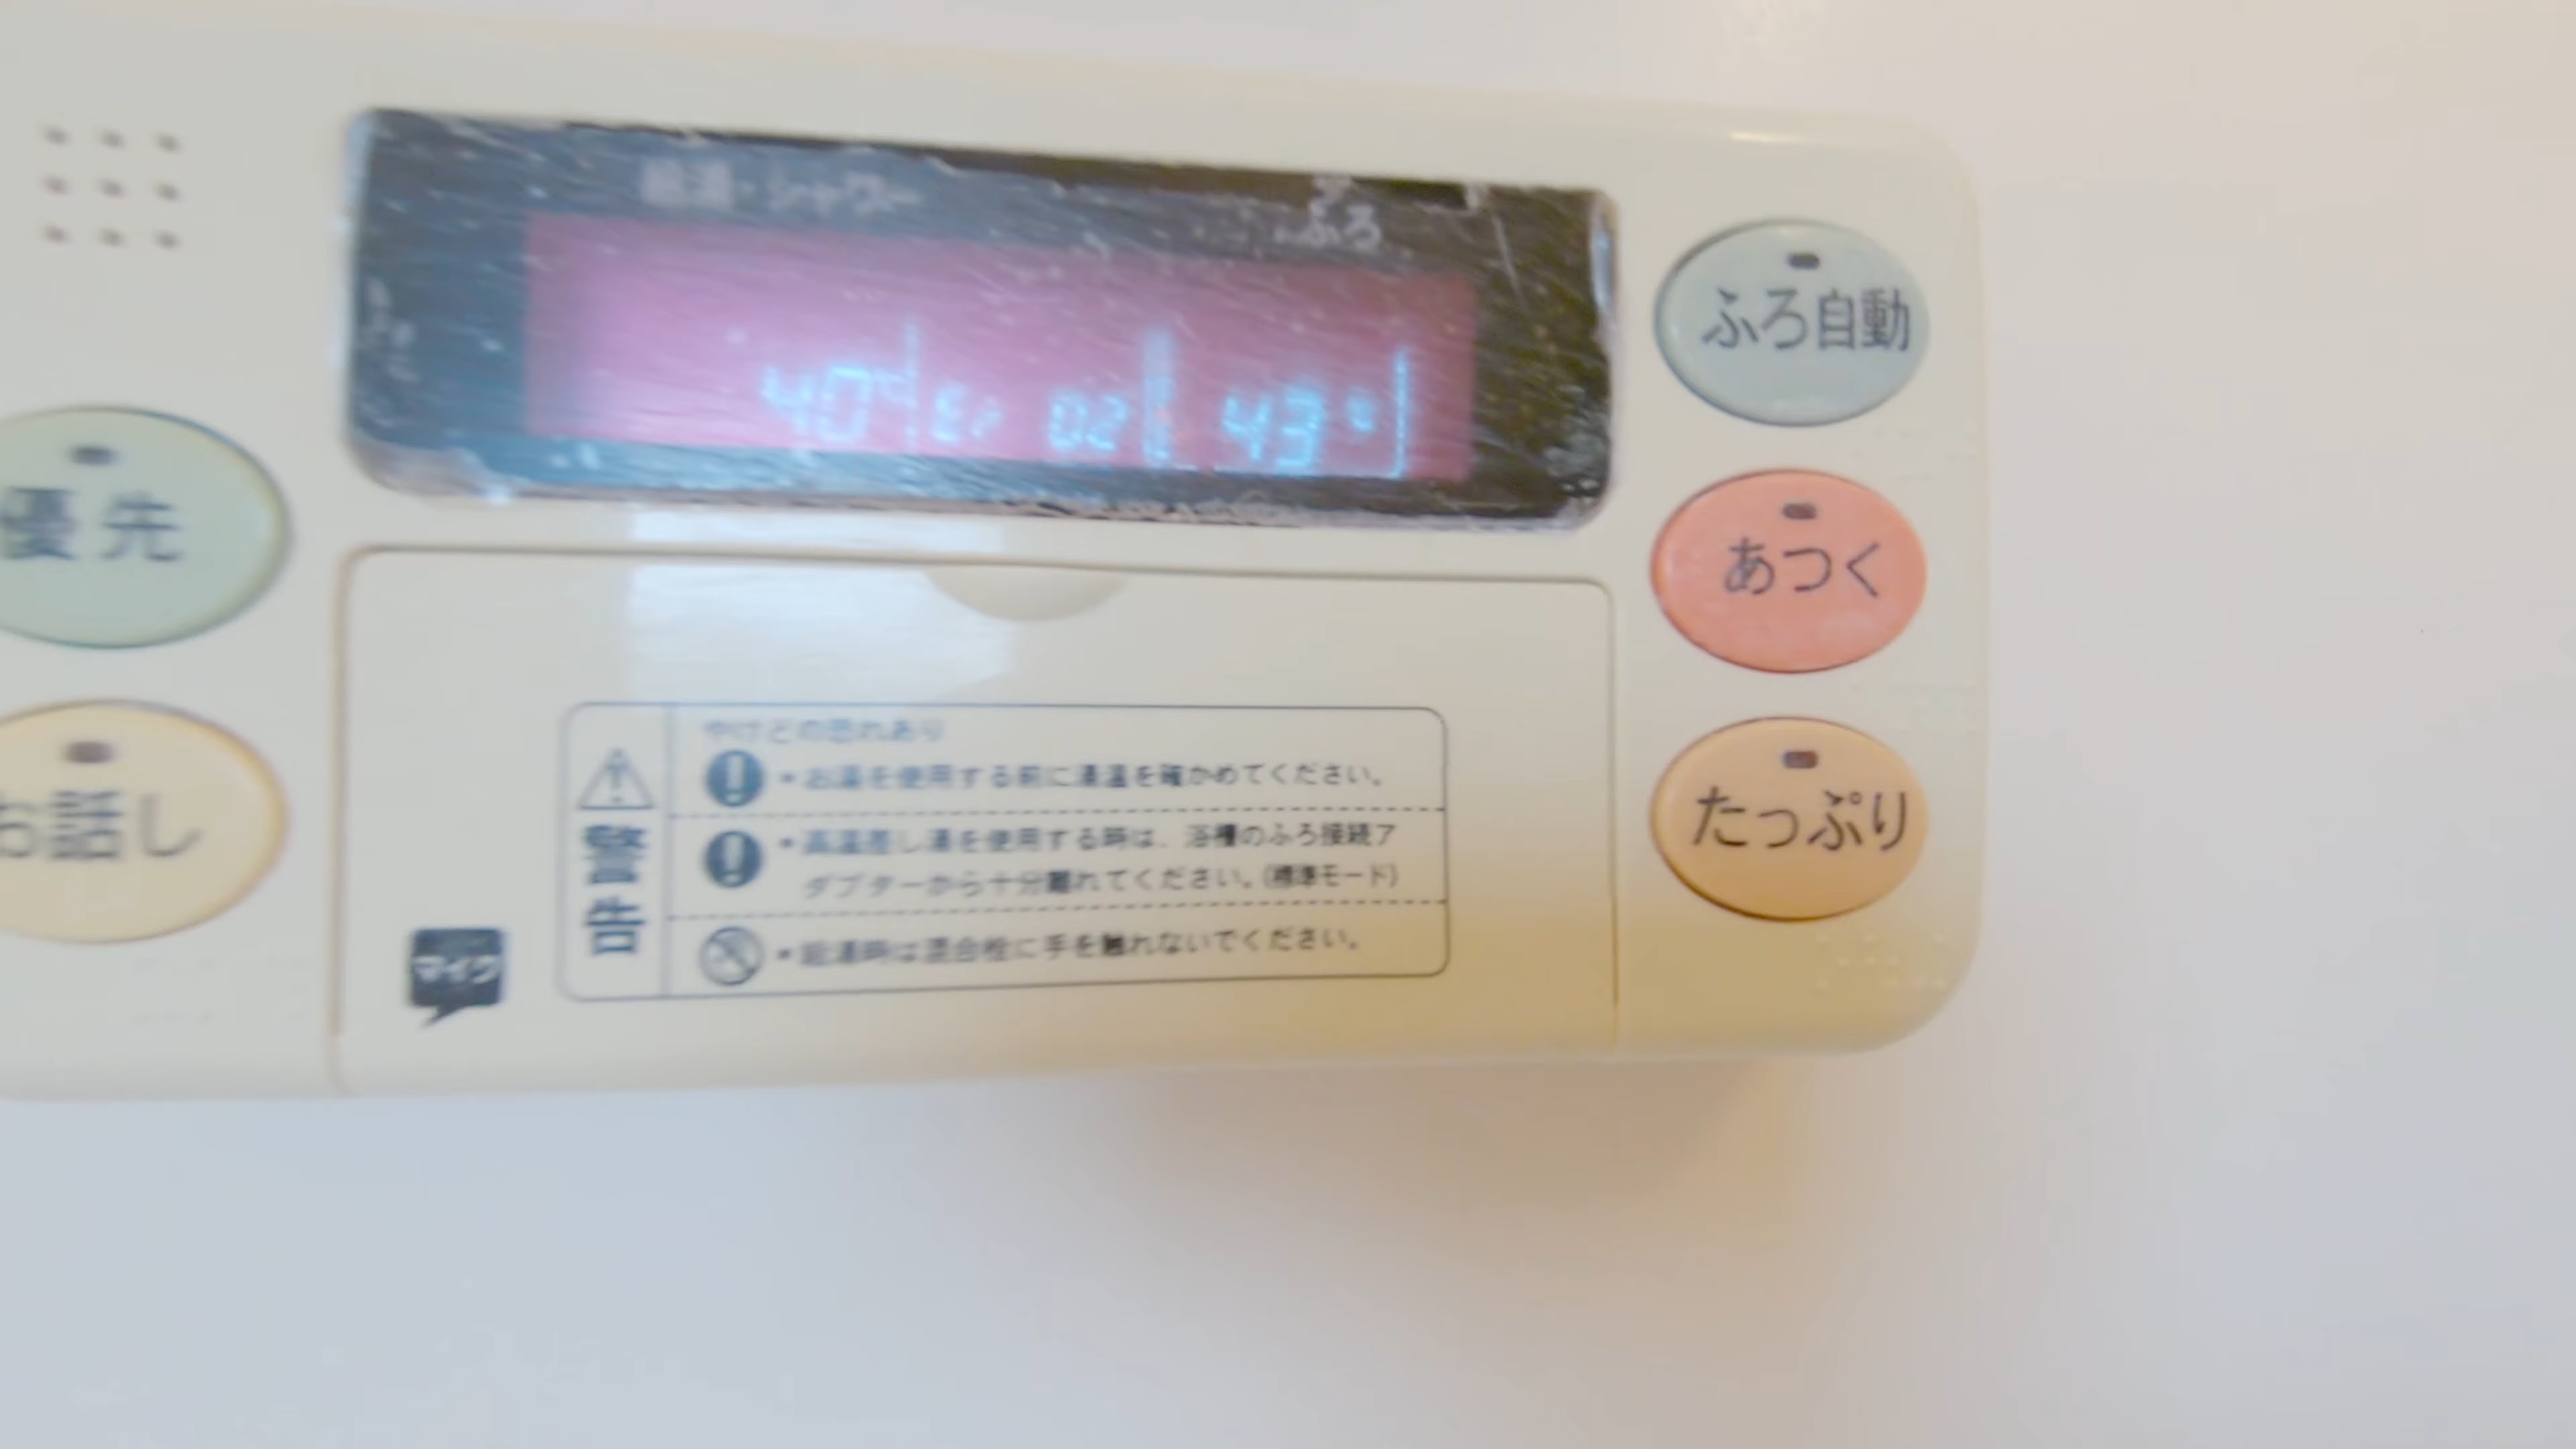 給湯・シャワー
ふろ
40℃ Er 02 43℃
ふろ自動
優先
あつく
お話し
たっぷり
マイク
警告
やけどの恐れあり
・お湯を使用する前に湯温を確かめてください。
・高温差し湯を使用する時は、浴槽のふろ接続ア
ダプターから十分離れてください。(標準モード)
・給湯時は混合栓に手を触れないでください。